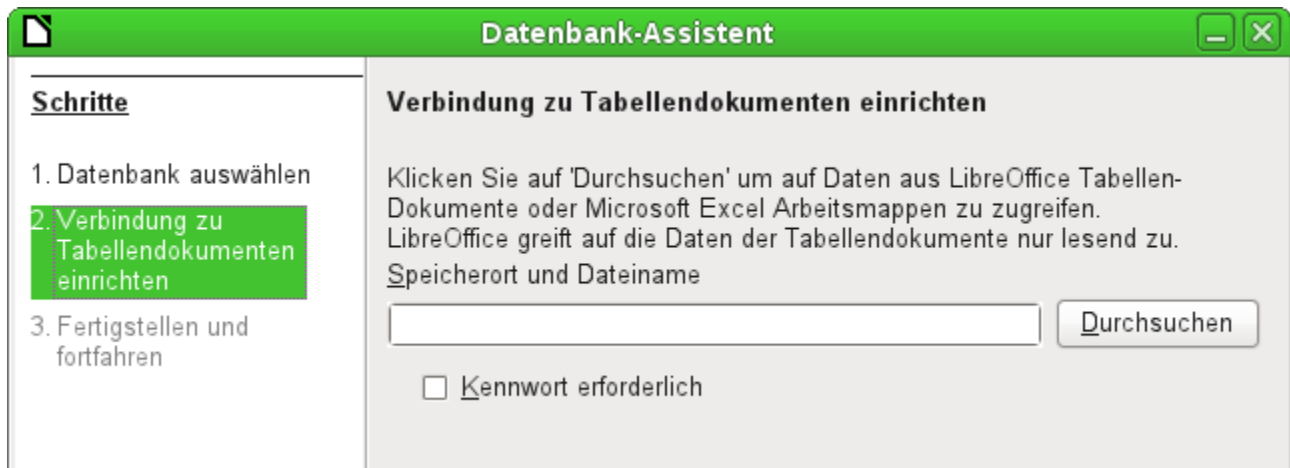 Datenbank-Assistent
Schritte
1. Datenbank auswählen
2. Verbindung zu
Tabellendokumenten
einrichten
3. Fertigstellen und
fortfahren
Verbindung zu Tabellendokumenten einrichten
Klicken Sie auf 'Durchsuchen' um auf Daten aus LibreOffice Tabellen-
Dokumente oder Microsoft Excel Arbeitsmappen zu zugreifen.
LibreOffice greift auf die Daten der Tabellendokumente nur lesend zu.
Speicherort und Dateiname
Durchsuchen
Kennwort erforderlich